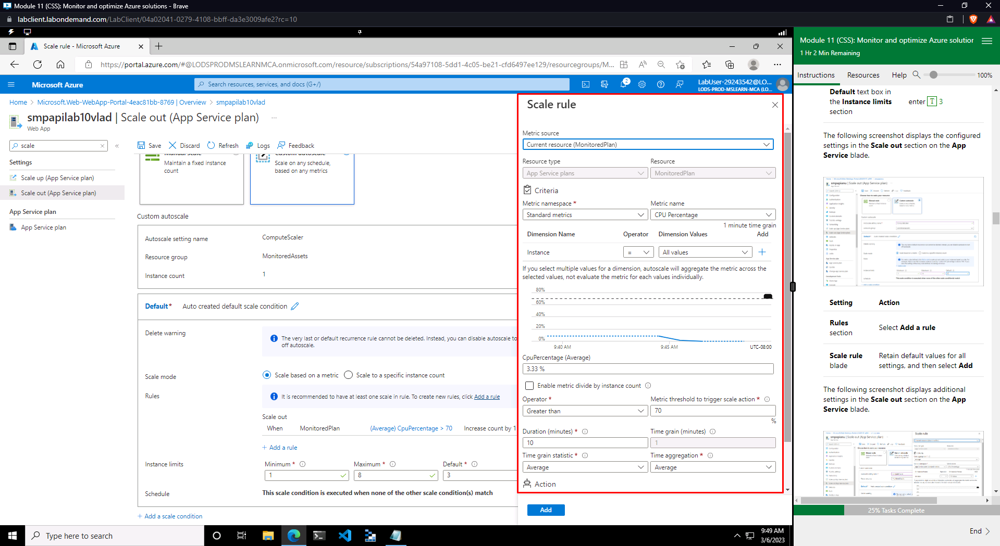 Module 11 (CSS): Monitor and optimize Azure solutions - Brave
labclient.labondemand.com/LabClient/04a02041-0279-4108-bbff-da3e3009afe2?rc=10
Scale rule - Microsoft Azure
https://portal.azure.com/#@LODSPRODMSLEARNMCA.onmicrosoft.com/resource/subscriptions/54a97108-5dd1-4c05-be21-cfd6497ee129/resourcegroups/M...
Microsoft Azure
Search resources, services, and docs (G+/)
2
LabUser-29243542@LO...
LODS-PROD-MSLEARN-MCA (LO...
Home > Microsoft.Web-WebApp-Portal-4eac81bb-8769 | Overview > smpapilab10vlad
smpapilab10vlad | Scale out (App Service plan) ...
Web App
scale
Settings
Scale up (App Service plan)
Scale out (App Service plan)
App Service plan
App Service plan
Save Discard Refresh Logs Feedback
Manual scale
Maintain a fixed instance
count
Custom autoscale
Scale on any schedule,
based on any metrics
Custom autoscale
Autoscale setting name ComputeScaler
Resource group MonitoredAssets
Instance count 1
Default* Auto created default scale condition
Delete warning
The very last or default recurrence rule cannot be deleted. Instead, you can disable autoscale to
off autoscale.
Scale mode Scale based on a metric Scale to a specific instance count
Rules
It is recommended to have at least one scale in rule. To create new rules, click Add a rule
Scale out
When MonitoredPlan (Average) CpuPercentage > 70 Increase count by 1
+ Add a rule
Instance limits Minimum * Maximum * Default *
1 8 3
Schedule This scale condition is executed when none of the other scale condition(s) match
+ Add a scale condition
Scale rule
Metric source
Current resource (MonitoredPlan)
Resource type Resource
App Service plans MonitoredPlan
Criteria
Metric namespace * Metric name
Standard metrics CPU Percentage
1 minute time grain
Dimension Name Operator Dimension Values Add
Instance = All values +
If you select multiple values for a dimension, autoscale will aggregate the metric across the
selected values, not evaluate the metric for each values individually.
80%
60%
40%
20%
0%
9:40 AM 9:45 AM UTC-08:00
CpuPercentage (Average)
3.33 %
Enable metric divide by instance count
Operator * Metric threshold to trigger scale action *
Greater than 70
%
Duration (minutes) * Time grain (minutes)
10 1
Time grain statistic * Time aggregation *
Average Average
Action
Add
Module 11 (CSS): Monitor and optimize Azure solutior
1 Hr 2 Min Remaining
Instructions Resources Help 100%
Default text box in
the Instance limits
section
enter T 3
The following screenshot displays the configured
settings in the Scale out section on the App
Service blade.
Setting Action
Rules
section
Select Add a rule
Scale rule
blade
Retain default values for all
settings, and then select Add
The following screenshot displays additional
settings in the Scale out section on the App
Service blade.
25% Tasks Complete
End
Type here to search
9:49 AM
3/6/2023